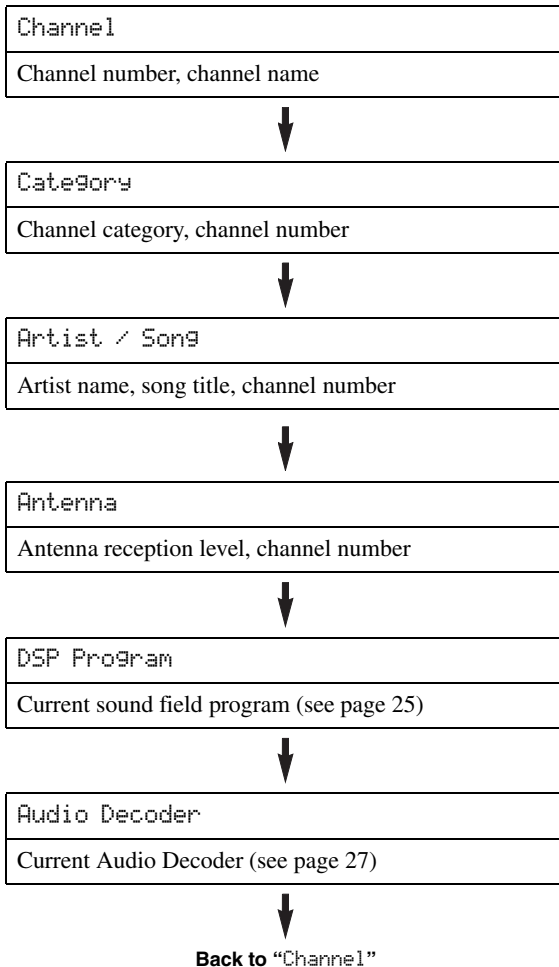 Channel
Channel number, channel name
Category
Channel category, channel number
Artist / Song
Artist name, song title, channel number
Antenna
Antenna reception level, channel number
DSP Program
Current sound field program (see page 25)
Audio Decoder
Current Audio Decoder (see page 27)
Back to “Channel”